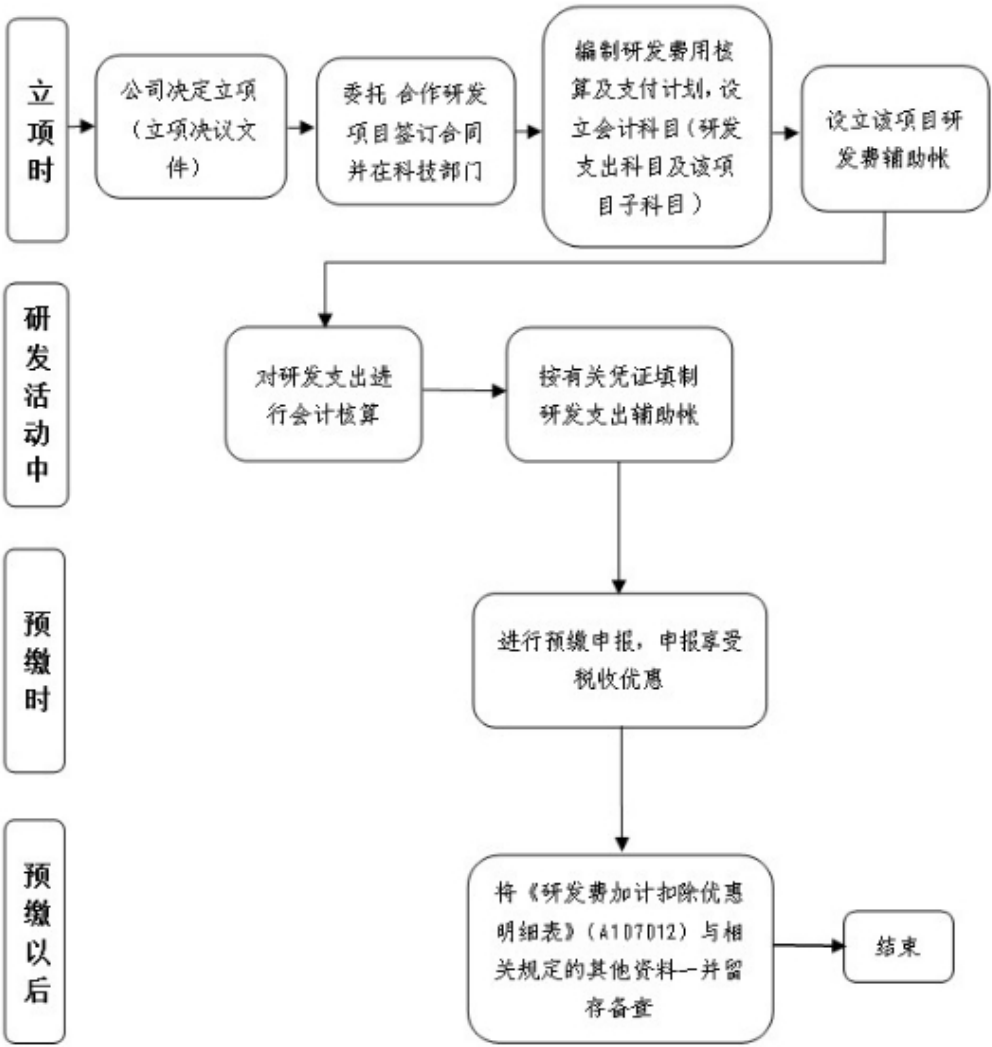 立
项
时
公司决定立项
（立项决议文
件）
委托 合作研发
项目签订合同
并在科技部门
编制研发费用核
算及支付计划，设
立会计科目（研发
支出科目及该项
目子科目）
设立该项目研
发费辅助帐
研
发
活
动
中
对研发支出进
行会计核算
按有关凭证填制
研发支出辅助帐
预
缴
时
进行预缴申报，申报享受
税收优惠
预
缴
以
后
将《研发费加计扣除优惠
明细表》（A107012）与相
关规定的其他资料一并留
存备查
结束